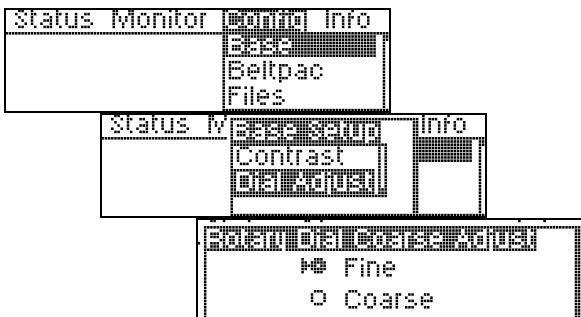 Status Monitor Config Info
Base
Beltpac
Files
Status M Info
Base Setup
Contrast
Dial Adjust
Rotary Dial Coarse Adjust
Fine
Coarse